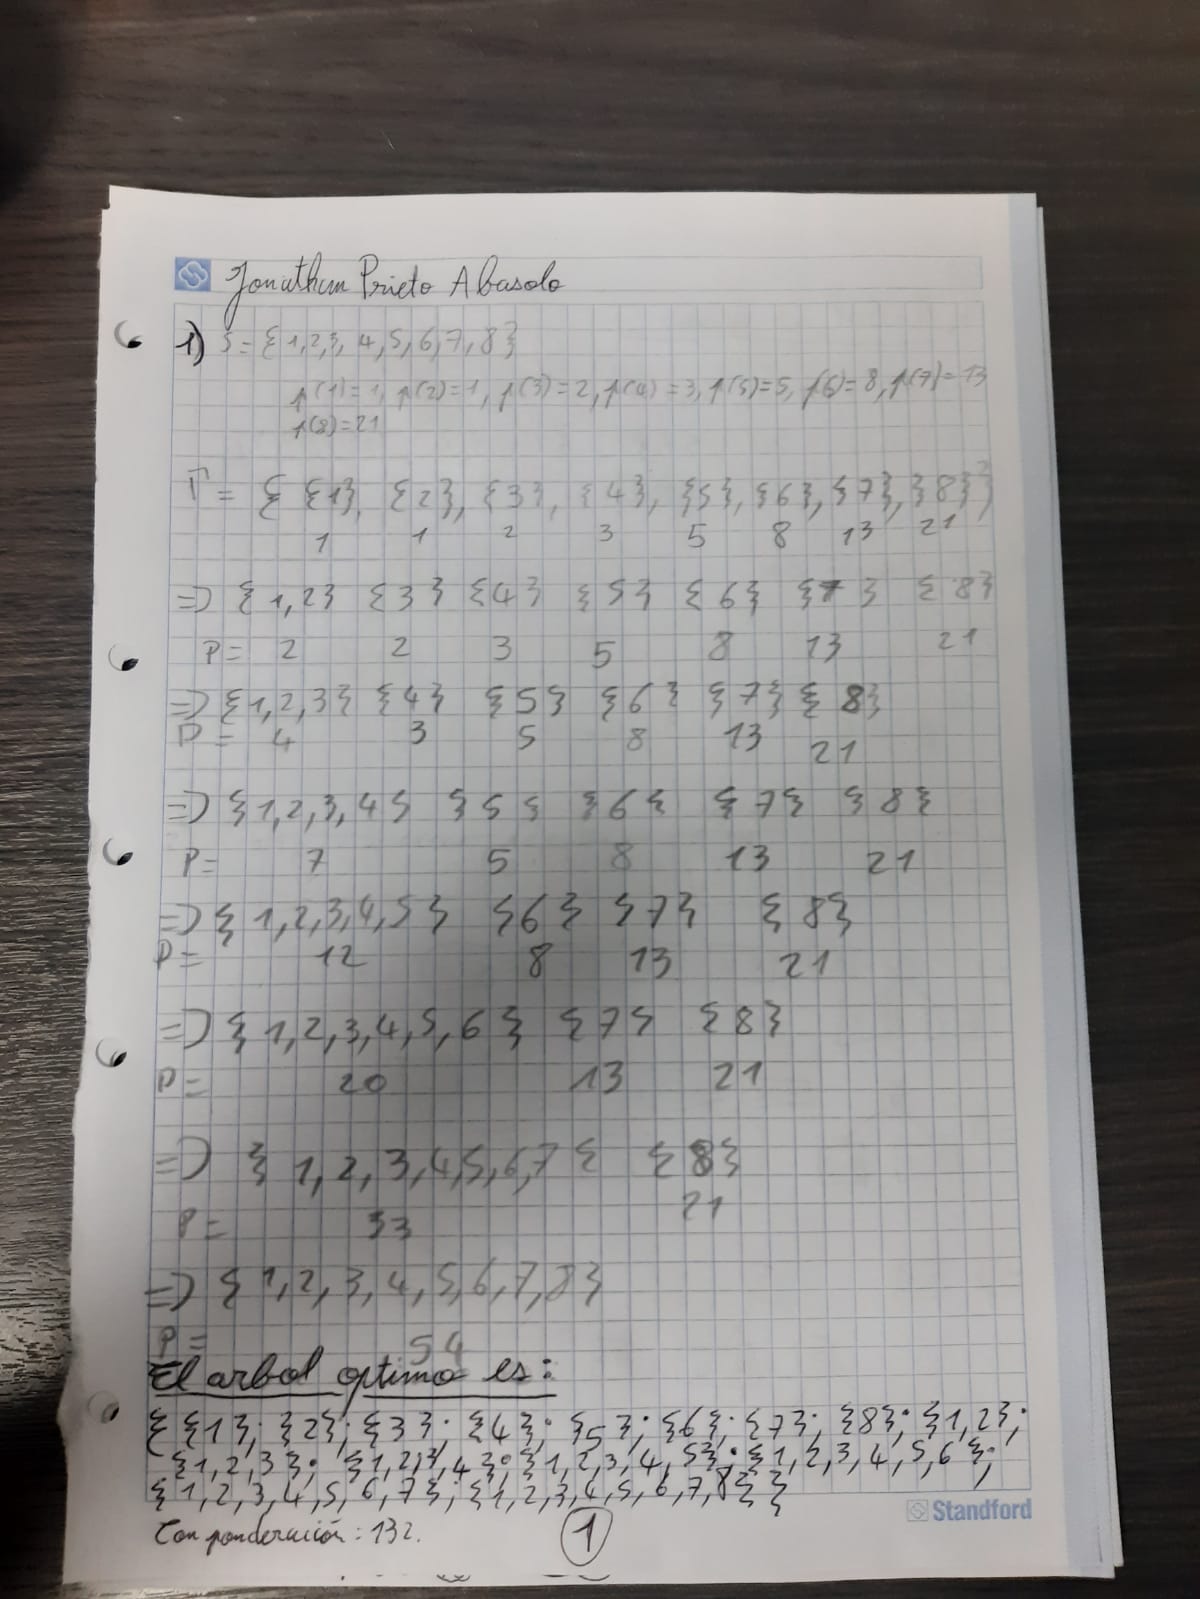 Jonathan Prieto Abasolo
1) S = { 1,2,3, 4,5,6,7,8 }
p(1)=1, p(2)=1, p(3)=2, p(4)=3, p(5)=5, p(6)=8, p(7)=13
p(8)=21
Γ = { {1}, {2}, {3}, {4}, {5}, {6}, {7}, {8} }
1 1 2 3 5 8 13 21
=> {1,2} {3} {4} {5} {6} {7} {8}
P= 2 2 3 5 8 13 21
=> {1,2,3} {4} {5} {6} {7} {8}
P= 4 3 5 8 13 21
=> {1,2,3,4} {5} {6} {7} {8}
P= 7 5 8 13 21
=> {1,2,3,4,5} {6} {7} {8}
P= 12 8 13 21
=> {1,2,3,4,5,6} {7} {8}
P= 20 13 21
=> {1,2,3,4,5,6,7} {8}
P= 33 21
=> {1,2,3,4,5,6,7,8}
P= 54
El arbol optimo es:
{ {1}; {2}; {3}; {4}; {5}; {6}; {7}; {8}; {1,2};
{1,2,3}; {1,2,3,4}; {1,2,3,4,5}; {1,2,3,4,5,6};
{1,2,3,4,5,6,7}; {1,2,3,4,5,6,7,8} }
Standford
Con ponderación: 132.
1